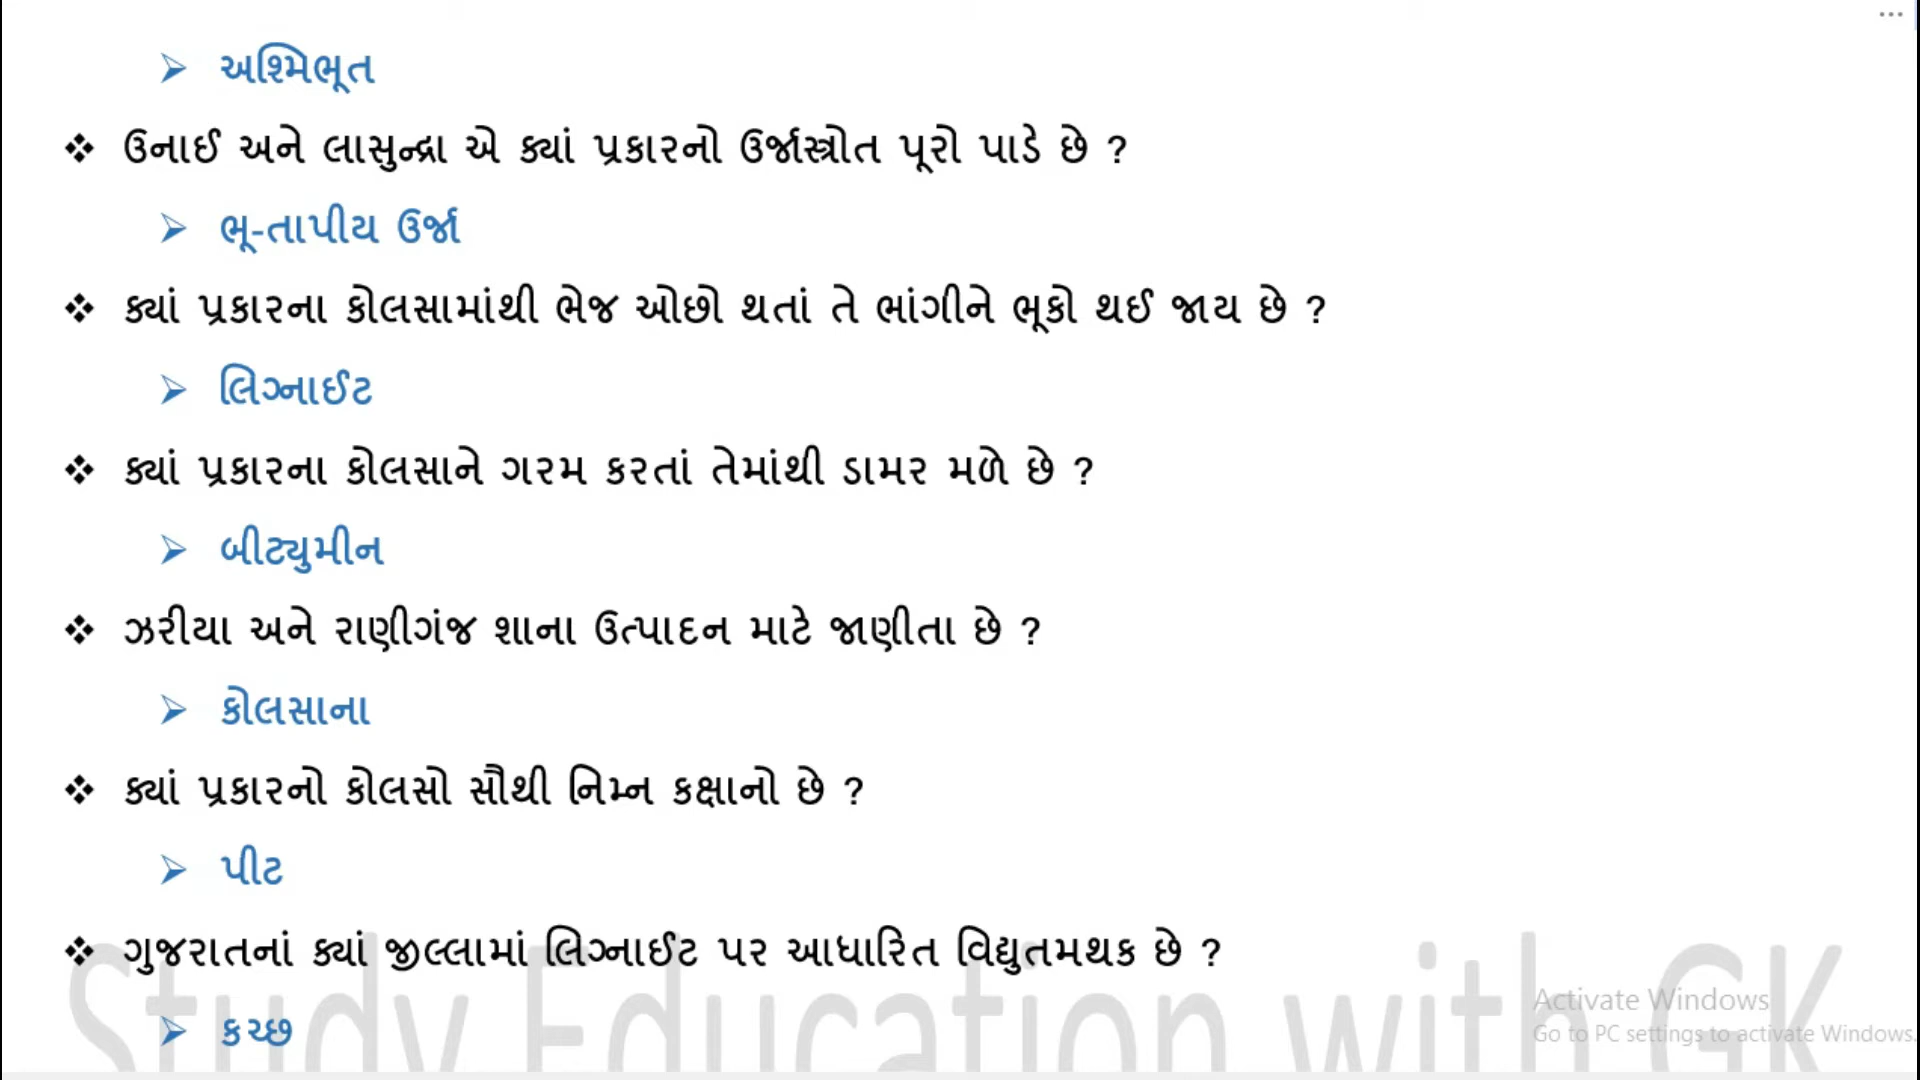 અશ્મિભૂત
ઉનાઈ અને લાસુન્દ્રા એ ક્યાં પ્રકારનો ઉર્જાસ્ત્રોત પૂરો પાડે છે ?
ભૂ-તાપીય ઉર્જા
ક્યાં પ્રકારના કોલસામાંથી ભેજ ઓછો થતાં તે ભાંગીને ભૂકો થઈ જાય છે ?
લિગ્નાઈટ
ક્યાં પ્રકારના કોલસાને ગરમ કરતાં તેમાંથી ડામર મળે છે ?
બીટ્યુમીન
ઝરીયા અને રાણીગંજ શાના ઉત્પાદન માટે જાણીતા છે ?
કોલસાના
ક્યાં પ્રકારનો કોલસો સૌથી નિમ્ન કક્ષાનો છે ?
પીટ
ગુજરાતનાં ક્યાં જીલ્લામાં લિગ્નાઈટ પર આધારિત વિદ્યુતમથક છે ?
કચ્છ
Study Education with GK
Activate Windows
Go to PC settings to activate Windows.